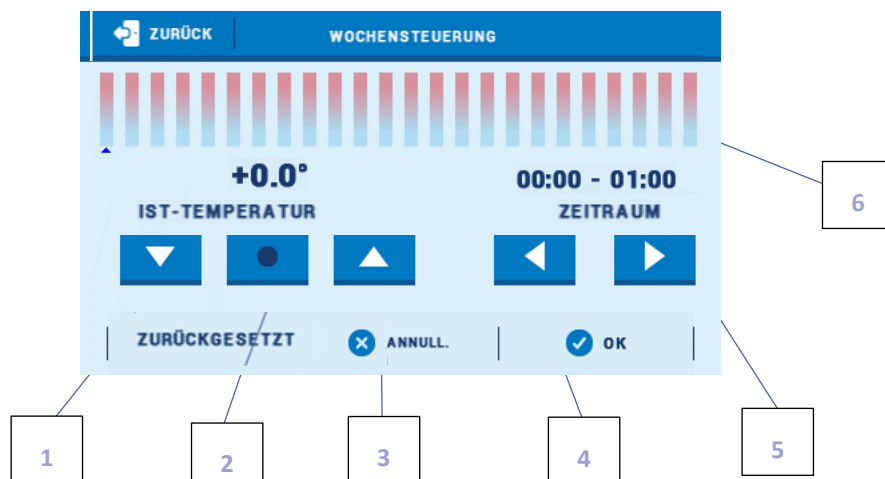 ZURÜCK
WOCHENSTEUERUNG
+0.0°
00:00 - 01:00
IST-TEMPERATUR
ZEITRAUM
6
ZURÜCKGESETZT
ANNULL.
OK
1
2
3
4
5